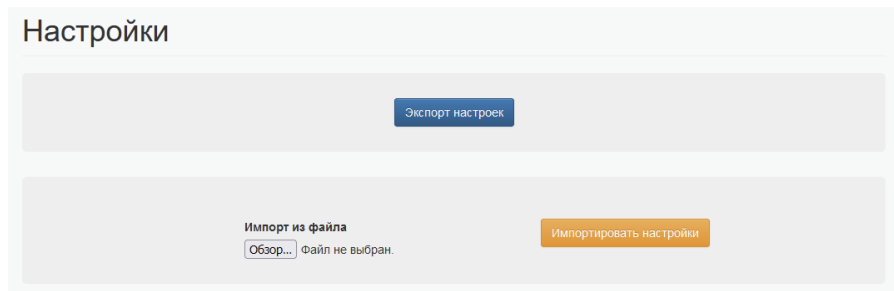 Настройки
Экспорт настроек
Импорт из файла
Обзор... Файл не выбран.
Импортировать настройки